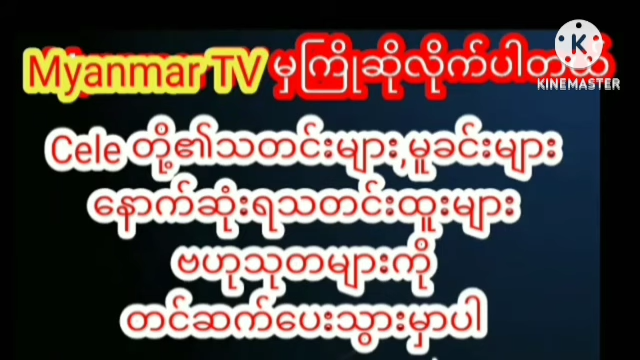 Myanmar TV မှကြိုဆိုလိုက်ပါတယ်
KINEMASTER
Cele တို့၏သတင်းများ,မူခင်းများ
နောက်ဆုံးရသတင်းထူးများ
ဗဟုသုတများကို
တင်ဆက်ပေးသွားမှာပါ